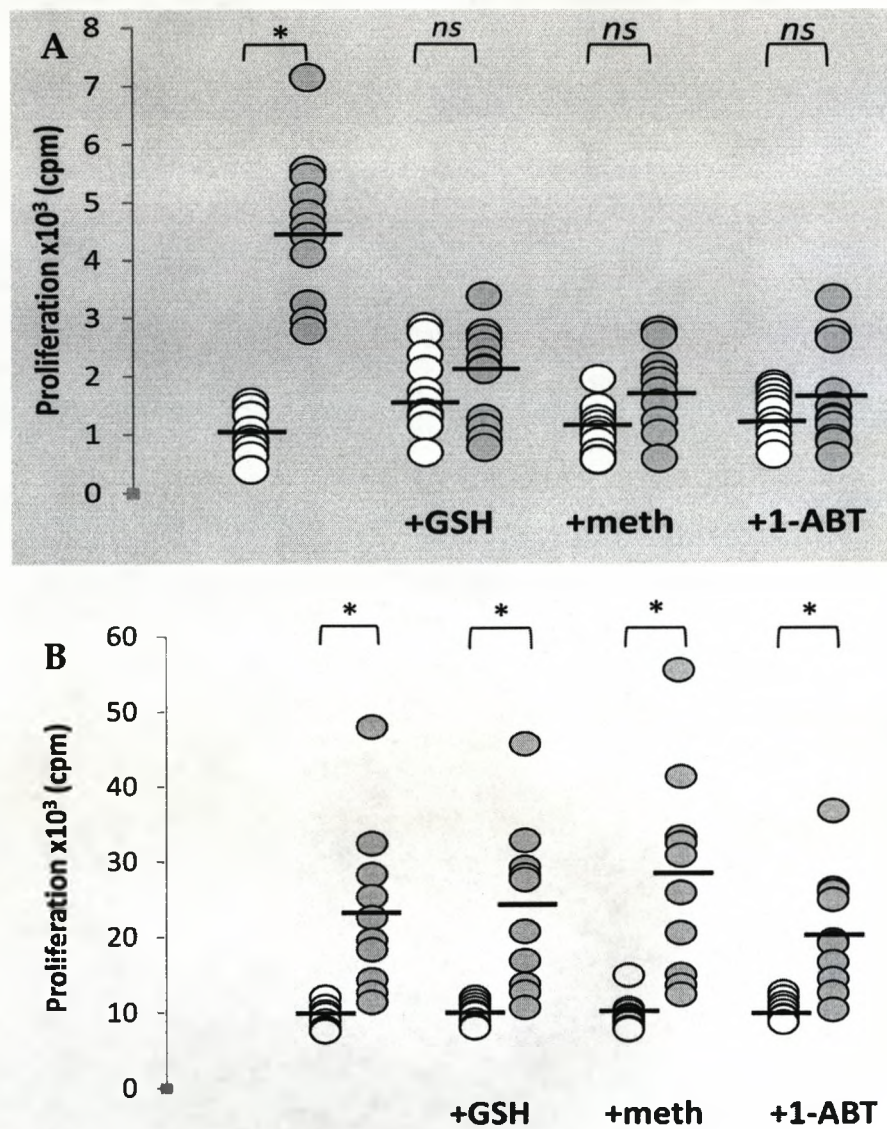 A
* ns ns ns
Proliferation x10³ (cpm)
8
7
6
5
4
3
2
1
0
+GSH +meth +1-ABT
B
* * * *
Proliferation x10³ (cpm)
60
50
40
30
20
10
0
+GSH +meth +1-ABT